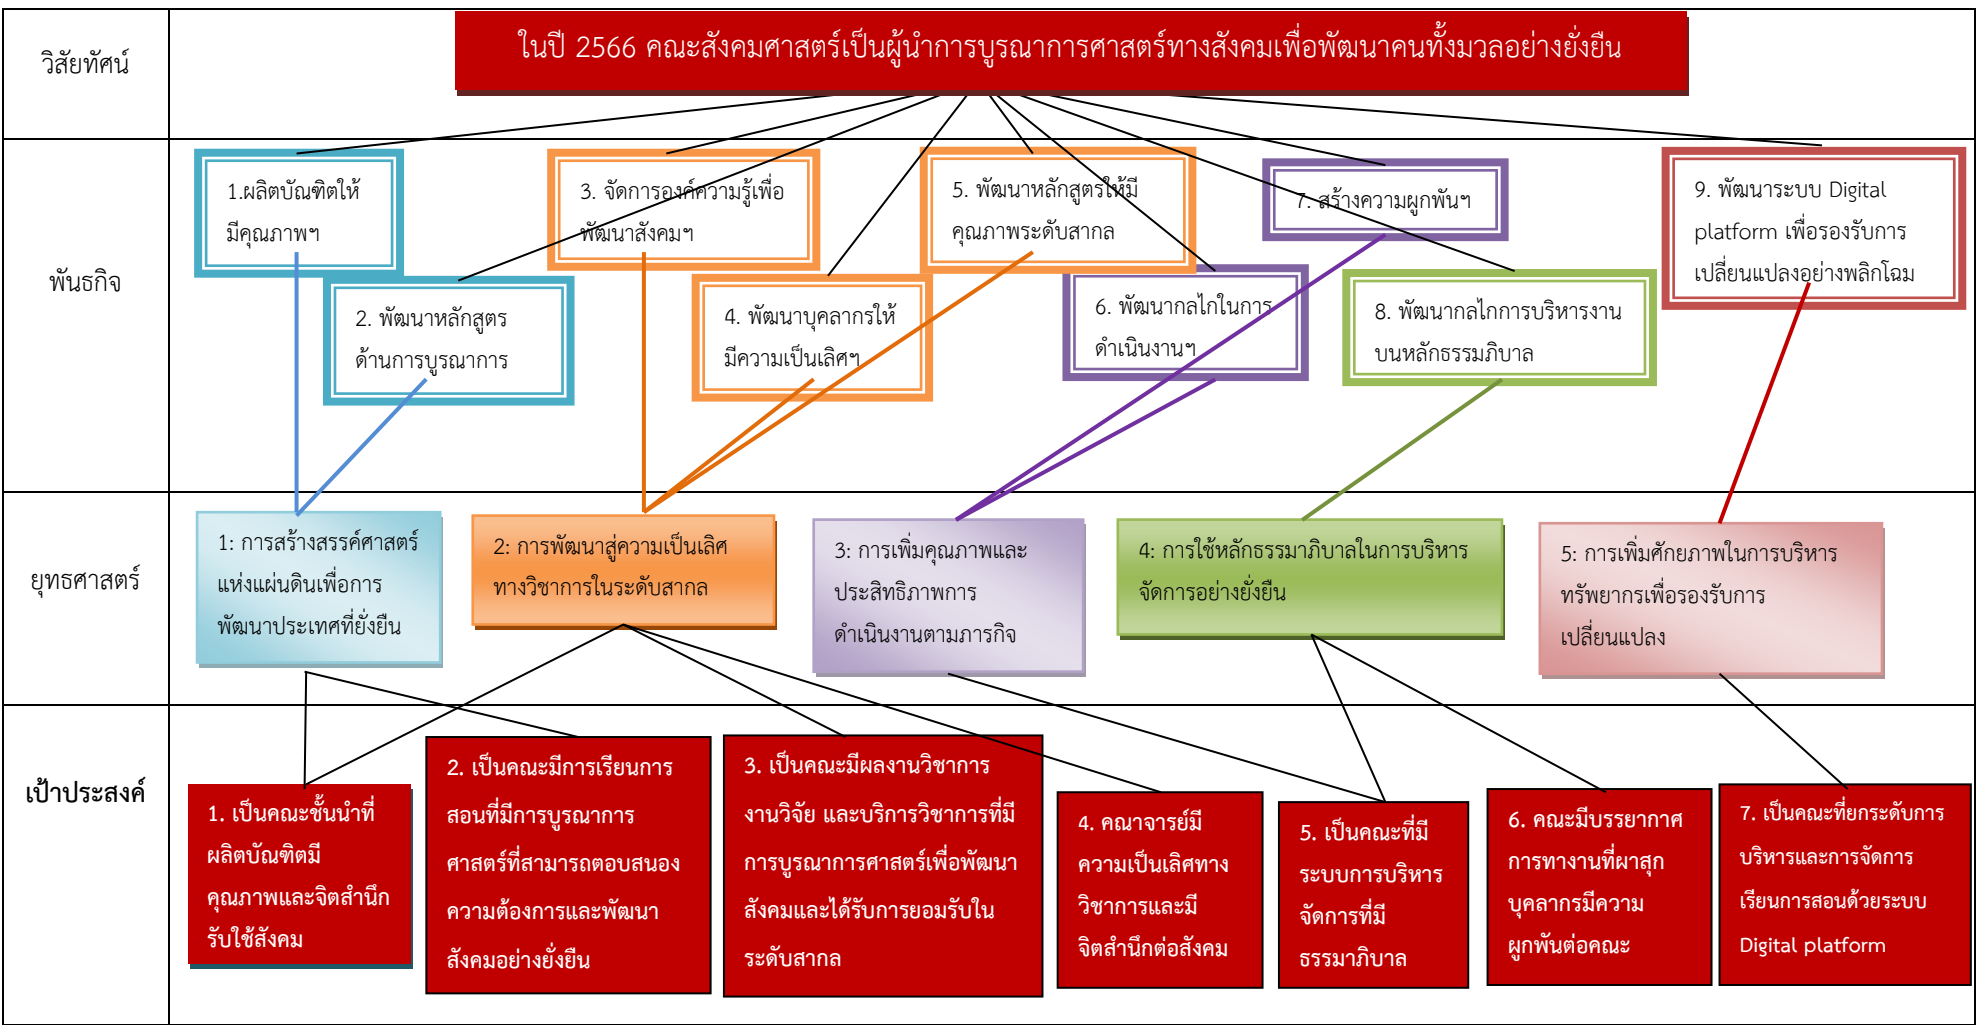 วิสัยทัศน์
ในปี 2566 คณะสังคมศาสตร์เป็นผู้นำการบูรณาการศาสตร์ทางสังคมเพื่อพัฒนาคนทั้งมวลอย่างยั่งยืน
พันธกิจ
1.ผลิตบัณฑิตให้
มีคุณภาพฯ
2. พัฒนาหลักสูตร
ด้านการบูรณาการ
3. จัดการองค์ความรู้เพื่อ
พัฒนาสังคมฯ
4. พัฒนาบุคลากรให้
มีความเป็นเลิศฯ
5. พัฒนาหลักสูตรให้มี
คุณภาพระดับสากล
6. พัฒนากลไกในการ
ดำเนินงานฯ
7. สร้างความผูกพันฯ
8. พัฒนากลไกการบริหารงาน
บนหลักธรรมภิบาล
9. พัฒนาระบบ Digital
platform เพื่อรองรับการ
เปลี่ยนแปลงอย่างพลิกโฉม
ยุทธศาสตร์
1: การสร้างสรรค์ศาสตร์
แห่งแผ่นดินเพื่อการ
พัฒนาประเทศที่ยั่งยืน
2: การพัฒนาสู่ความเป็นเลิศ
ทางวิชาการในระดับสากล
3: การเพิ่มคุณภาพและ
ประสิทธิภาพการ
ดำเนินงานตามภารกิจ
4: การใช้หลักธรรมาภิบาลในการบริหาร
จัดการอย่างยั่งยืน
5: การเพิ่มศักยภาพในการบริหาร
ทรัพยากรเพื่อรองรับการ
เปลี่ยนแปลง
เป้าประสงค์
1. เป็นคณะชั้นนำที่
ผลิตบัณฑิตมี
คุณภาพและจิตสำนึก
รับใช้สังคม
2. เป็นคณะมีการเรียนการ
สอนที่มีการบูรณาการ
ศาสตร์ที่สามารถตอบสนอง
ความต้องการและพัฒนา
สังคมอย่างยั่งยืน
3. เป็นคณะมีผลงานวิชาการ
งานวิจัย และบริการวิชาการที่มี
การบูรณาการศาสตร์เพื่อพัฒนา
สังคมและได้รับการยอมรับใน
ระดับสากล
4. คณาจารย์มี
ความเป็นเลิศทาง
วิชาการและมี
จิตสำนึกต่อสังคม
5. เป็นคณะที่มี
ระบบการบริหาร
จัดการที่มี
ธรรมาภิบาล
6. คณะมีบรรยากาศ
การทางานที่ผาสุก
บุคลากรมีความ
ผูกพันต่อคณะ
7. เป็นคณะที่ยกระดับการ
บริหารและการจัดการ
เรียนการสอนด้วยระบบ
Digital platform